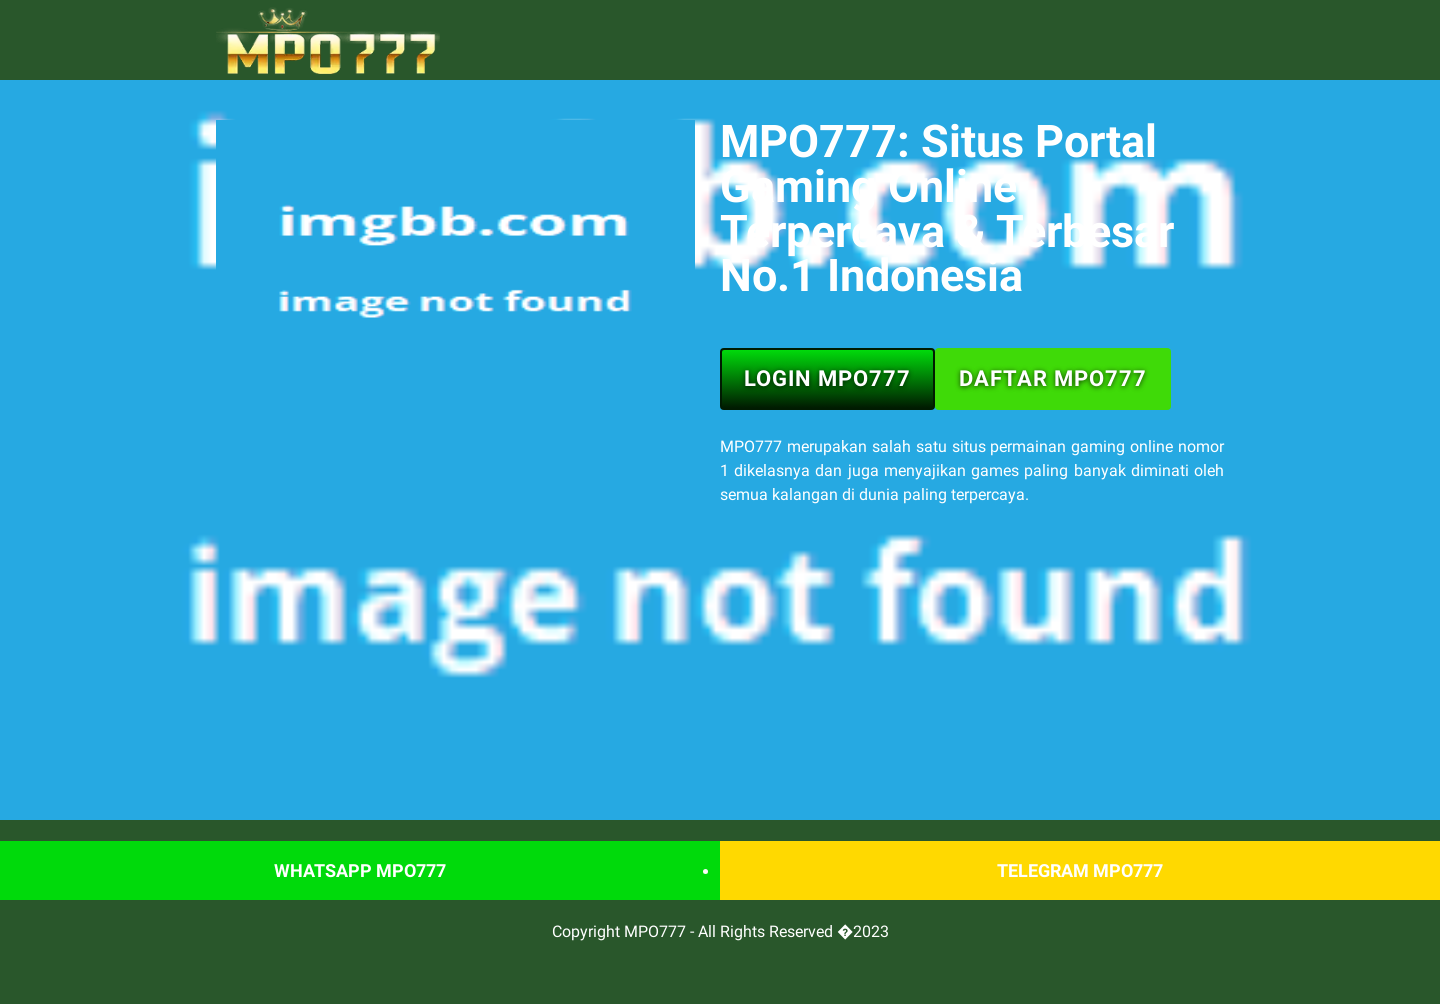 MPO777
imgbb.com
image not found
b.com
MPO777: Situs Portal
Gaming Online
Terpercaya & Terbesar
No.1 Indonesia
LOGIN MPO777
DAFTAR MPO777
MPO777 merupakan salah satu situs permainan gaming online nomor
1 dikelasnya dan juga menyajikan games paling banyak diminati oleh
semua kalangan di dunia paling terpercaya.
image not found
WHATSAPP MPO777
• TELEGRAM MPO777
Copyright MPO777 - All Rights Reserved �2023